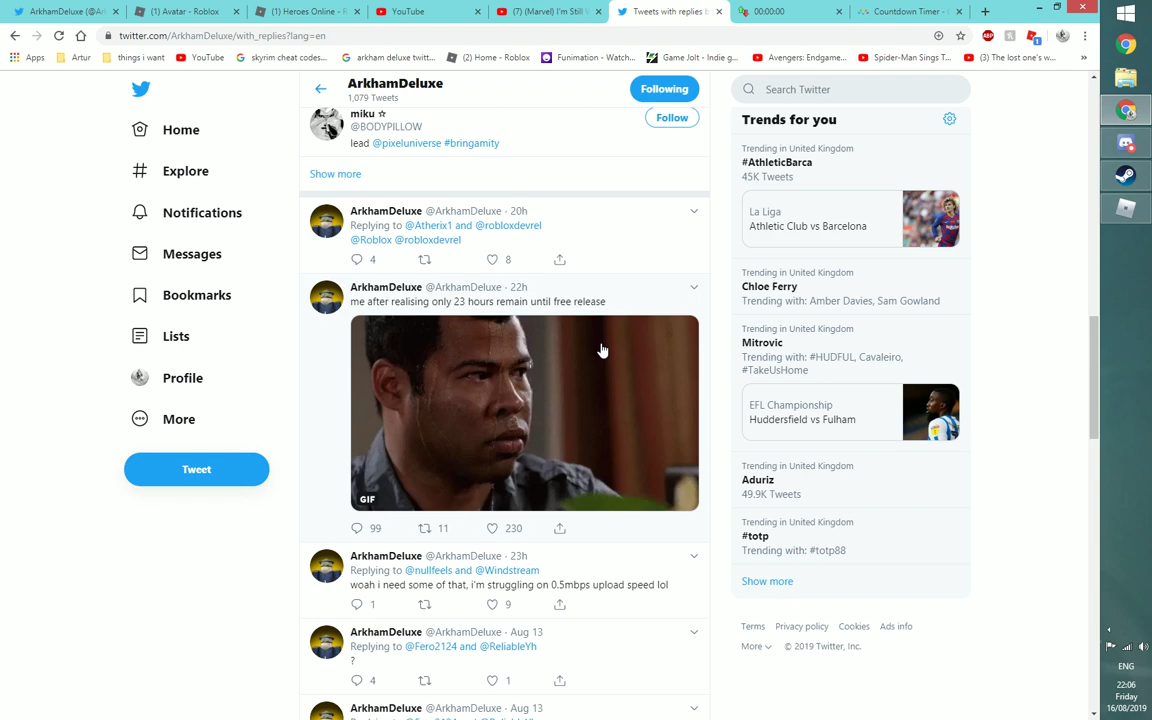 ArkhamDeluxe (@Ark
(1) Avatar - Roblox
(1) Heroes Online - R
YouTube
(7) (Marvel) I'm Still
Tweets with replies b
00:00:00
Countdown Timer -
twitter.com/ArkhamDeluxe/with_replies?lang=en
ABP
Apps
Artur
things i want
YouTube
skyrim cheat codes...
arkham deluxe twitt...
(2) Home - Roblox
Funimation - Watch...
Game Jolt - Indie g...
Avengers: Endgame...
Spider-Man Sings T...
(3) The lost one's w...
»
Home
Explore
Notifications
Messages
Bookmarks
Lists
Profile
More
Tweet
ArkhamDeluxe
1,079 Tweets
Following
miku ☆
@BODYPILLOW
Follow
lead @pixeluniverse #bringamity
Show more
ArkhamDeluxe @ArkhamDeluxe · 20h
Replying to @Atherix1 and @robloxdevrel
@Roblox @robloxdevrel
4 8
ArkhamDeluxe @ArkhamDeluxe · 22h
me after realising only 23 hours remain until free release
GIF
99 11 230
ArkhamDeluxe @ArkhamDeluxe · 23h
Replying to @nullfeels and @Windstream
woah i need some of that, i'm struggling on 0.5mbps upload speed lol
1 9
ArkhamDeluxe @ArkhamDeluxe · Aug 13
Replying to @Fero2124 and @ReliableYh
?
4 1
ArkhamDeluxe @ArkhamDeluxe · Aug 13
Search Twitter
Trends for you
Trending in United Kingdom
#AthleticBarca
45K Tweets
La Liga
Athletic Club vs Barcelona
Trending in United Kingdom
Chloe Ferry
Trending with: Amber Davies, Sam Gowland
Trending in United Kingdom
Mitrovic
Trending with: #HUDFUL, Cavaleiro,
#TakeUsHome
EFL Championship
Huddersfield vs Fulham
Trending in United Kingdom
Aduriz
49.9K Tweets
Trending in United Kingdom
#totp
Trending with: #totp88
Show more
Terms Privacy policy Cookies Ads info
More © 2019 Twitter, Inc.
ENG
22:06
Friday
16/08/2019